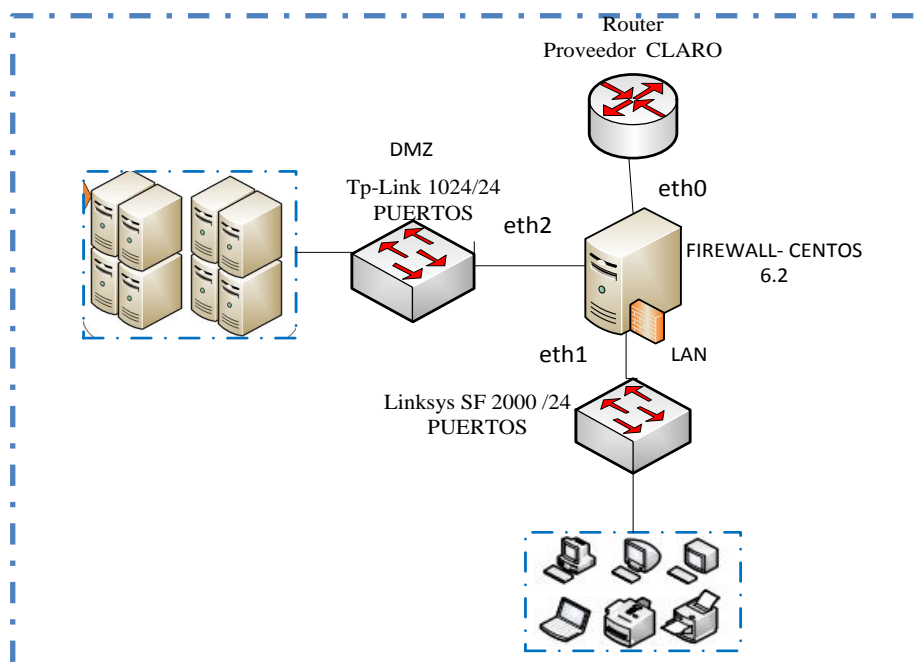 Router
Proveedor CLARO
DMZ
Tp-Link 1024/24
PUERTOS
eth0
eth2
FIREWALL- CENTOS
6.2
eth1
LAN
Linksys SF 2000 /24
PUERTOS